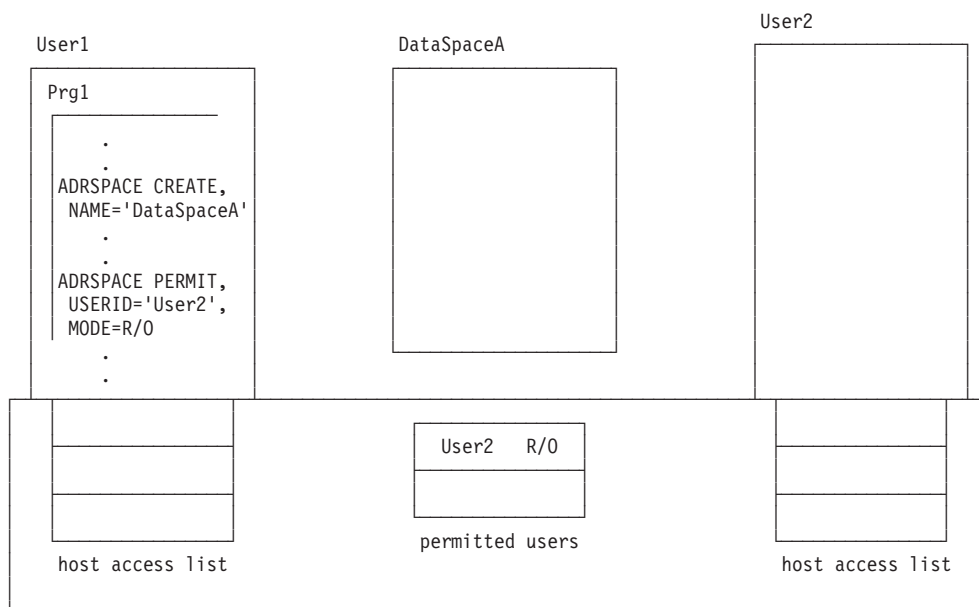 User1
DataSpaceA
User2
Prg1
.
.
ADRSPACE CREATE,
NAME='DataSpaceA'
.
.
ADRSPACE PERMIT,
USERID='User2',
MODE=R/O
.
.
User2 R/O
permitted users
host access list
host access list